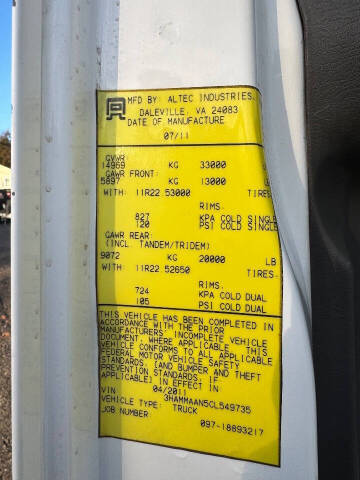 MFD BY: ALTEC INDUSTRIES.
DALEVILLE, VA 24083
DATE OF MANUFACTURE
07/11
GVWR:
14969 KG 33000
GAWR FRONT:
5897 KG 13000 LB
WITH: 11R22.53000 TIRES
RIMS.
827 KPA COLD SINGLE
120 PSI COLD SINGLE
GAWR REAR:
(INCL. TANDEM/TRIDEM)
9072 KG 20000 LB
WITH: 11R22.52650 TIRES
RIMS.
724 KPA COLD DUAL
105 PSI COLD DUAL
THIS VEHICLE HAS BEEN COMPLETED IN
ACCORDANCE WITH THE PRIOR
MANUFACTURERS' INCOMPLETE VEHICLE
DOCUMENT, WHERE APPLICABLE. THIS
VEHICLE CONFORMS TO ALL APPLICABLE
FEDERAL MOTOR VEHICLE SAFETY
STANDARDS, [AND BUMPER AND THEFT
PREVENTION STANDARDS, IF
APPLICABLE] IN EFFECT IN
04/2011
VIN 3HAMMAAN5CL549735
VEHICLE TYPE: TRUCK
JOB NUMBER:
097-18893217